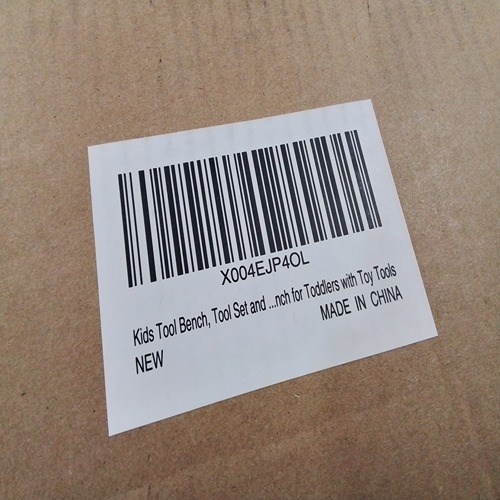 X004EJP4OL
Kids Tool Bench, Tool Set and ...nch for Toddlers with Toy Tools
NEW
MADE IN CHINA